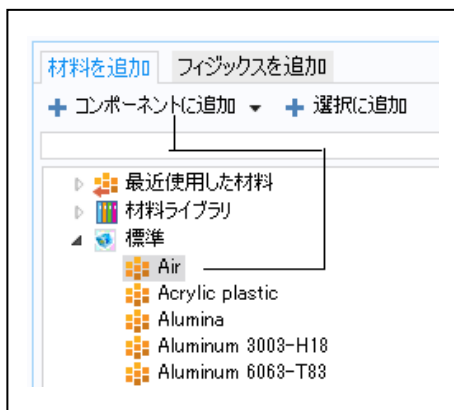 材料を追加 フィジックスを追加
コンポーネントに追加 選択に追加
最近使用した材料
材料ライブラリ
標準
Air
Acrylic plastic
Alumina
Aluminum 3003-H18
Aluminum 6063-T83